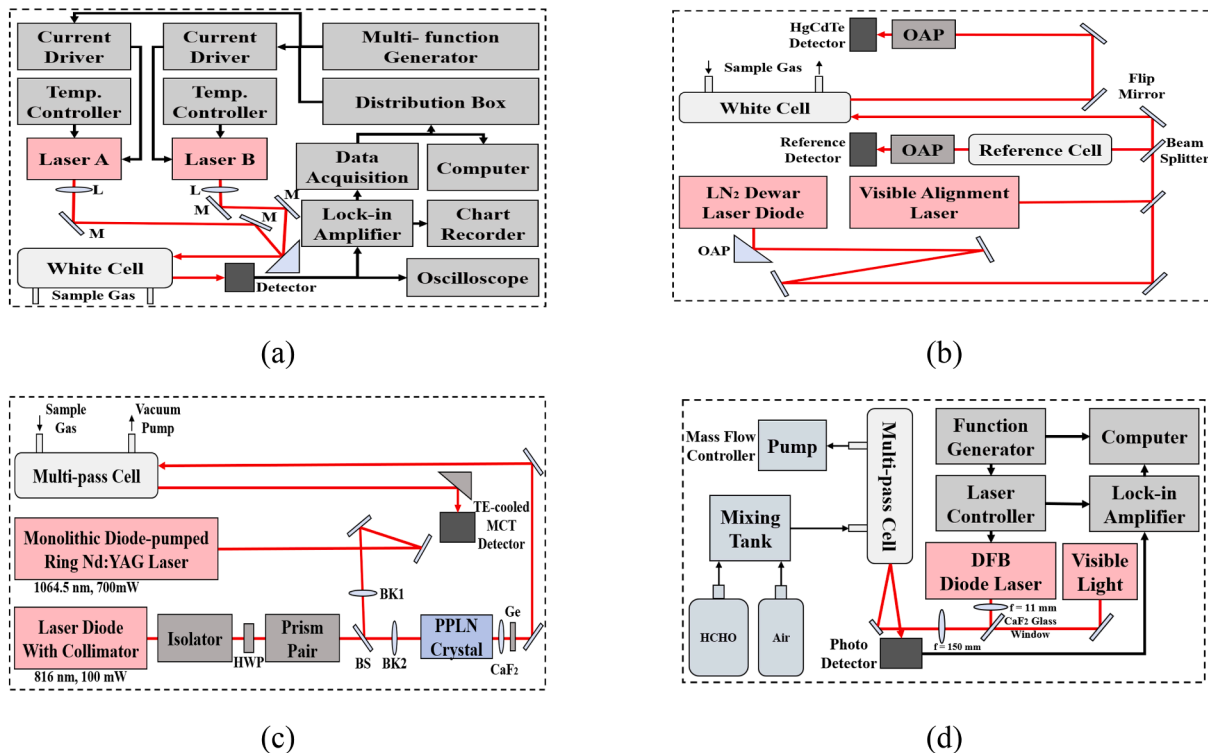 Current
Driver
Current
Driver
Multi- function
Generator
Temp.
Controller
Temp.
Controller
Distribution Box
Laser A
Laser B
Data
Acquisition
Computer
L
L
M
M
M
M
Lock-in
Amplifier
Chart
Recorder
White Cell
Sample Gas
Detector
Oscilloscope
(a)
HgCdTe
Detector
OAP
Sample Gas
White Cell
Flip
Mirror
Reference
Detector
OAP
Reference Cell
Beam
Splitter
LN₂ Dewar
Laser Diode
Visible Alignment
Laser
OAP
(b)
Sample
Gas
Vacuum
Pump
Multi-pass Cell
TE-cooled
MCT
Detector
Monolithic Diode-pumped
Ring Nd:YAG Laser
1064.5 nm, 700mW
BK1
Laser Diode
With Collimator
816 nm, 100 mW
Isolator
HWP
Prism
Pair
BS
BK2
PPLN
Crystal
Ge
CaF₂
(c)
Mass Flow
Controller
Pump
Multi-pass Cell
Function
Generator
Computer
Mixing
Tank
Laser
Controller
Lock-in
Amplifier
DFB
Diode Laser
Visible
Light
HCHO
Air
f = 11 mm
CaF₂ Glass
Window
f = 150 mm
Photo
Detector
(d)